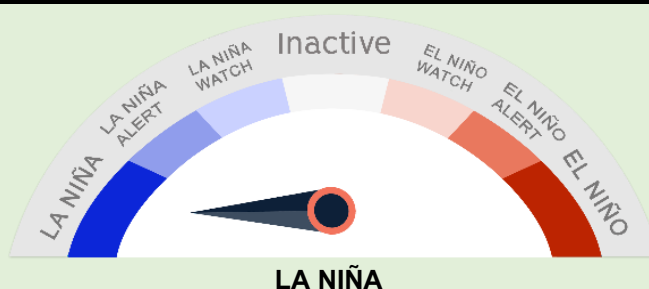 LA NIÑA
LA NIÑA
ALERT
LA NIÑA
WATCH
Inactive
EL NIÑO
WATCH
EL NIÑO
ALERT
EL NIÑO
LA NIÑA